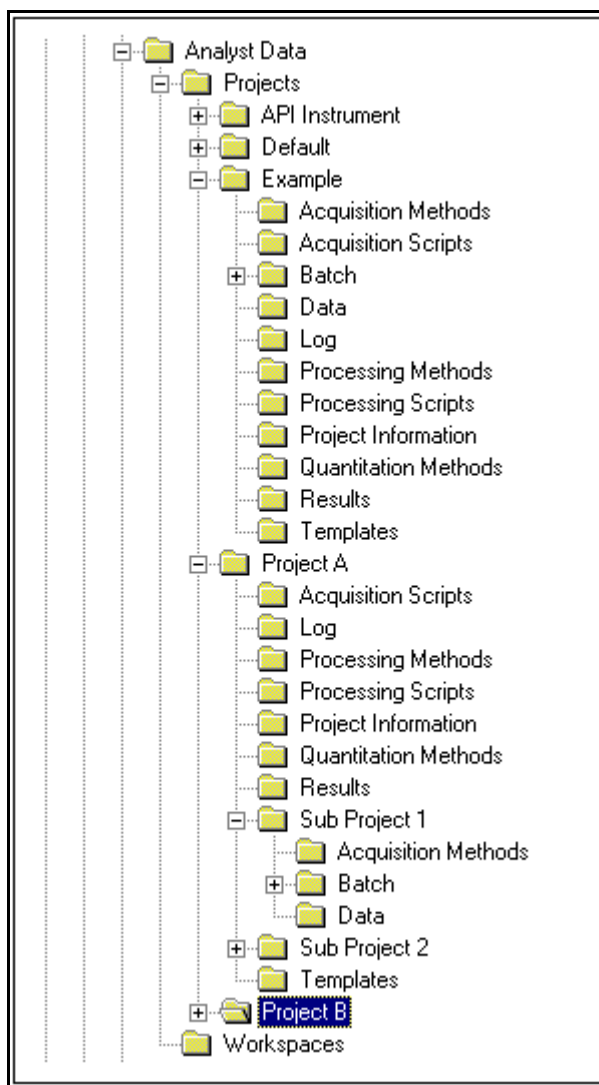 Analyst Data
Projects
API Instrument
Default
Example
Acquisition Methods
Acquisition Scripts
Batch
Data
Log
Processing Methods
Processing Scripts
Project Information
Quantitation Methods
Results
Templates
Project A
Acquisition Scripts
Log
Processing Methods
Processing Scripts
Project Information
Quantitation Methods
Results
Sub Project 1
Acquisition Methods
Batch
Data
Sub Project 2
Templates
Project B
Workspaces